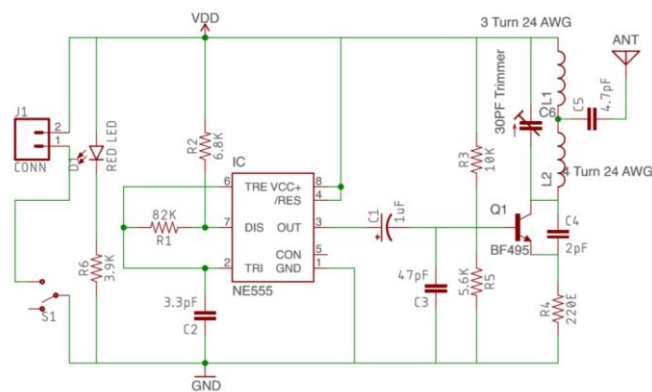 VDD
3 Turn 24 AWG
ANT
J1
2
1
CONN
D1
RED LED
R2
6.8K
30PF Trimmer
C6
L1
C5
4.7pF
IC
R3
10K
6
TRE
VCC+
8
/RES
4
L2
4 Turn 24 AWG
82K
R1
7
DIS
OUT
3
C1
1uF
Q1
BF495
C4
2pF
CON
5
2
TRI
GND
1
NE555
R6
3.9K
S1
3.3pF
C2
47pF
C3
5.6K
R5
R4
220E
GND